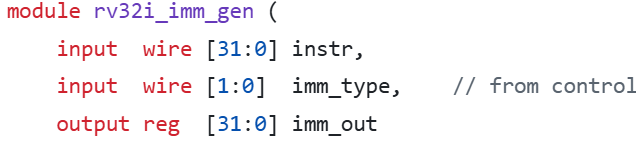 module rv32i_imm_gen (
    input  wire [31:0] instr,
    input  wire [1:0]  imm_type,    // from control
    output reg  [31:0] imm_out